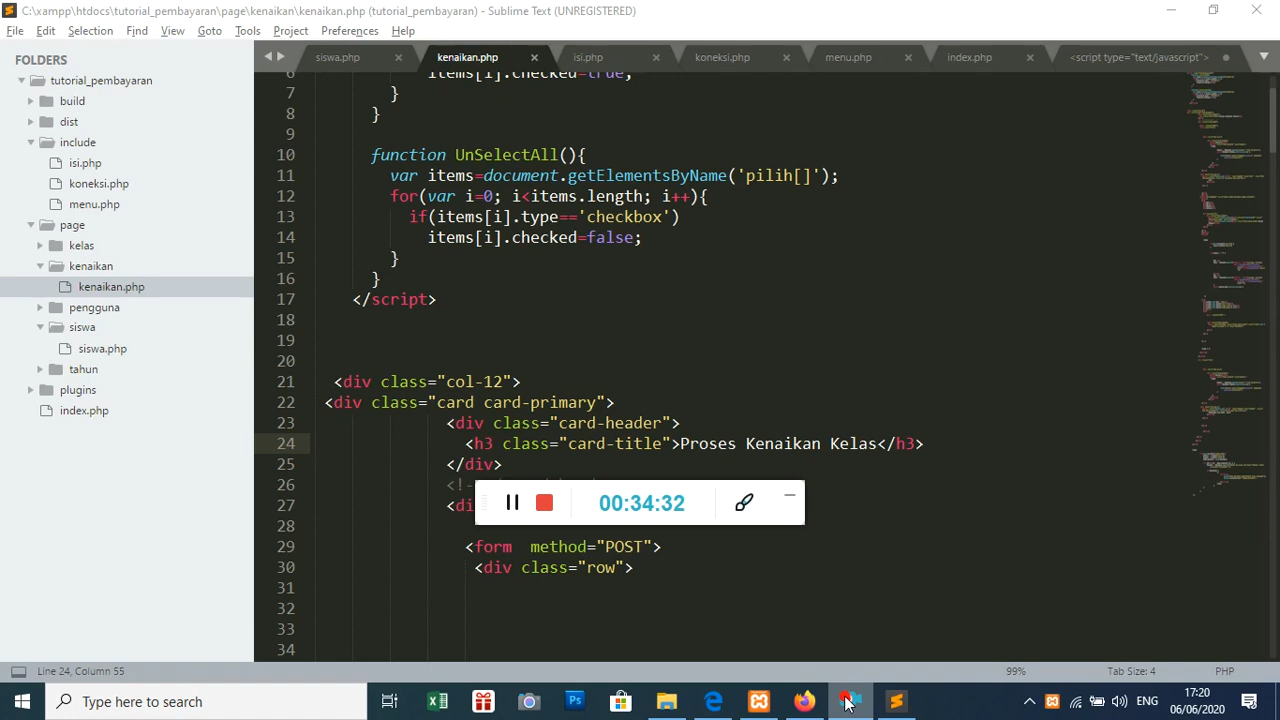 C:\xampp\htdocs\tutorial_pembayaran\page\kenaikan\kenaikan.php (tutorial_pembayaran) - Sublime Text (UNREGISTERED)
File Edit Selection Find View Goto Tools Project Preferences Help
FOLDERS
tutorial_pembayaran
build
dist
include
isi.php
koneksi.php
menu.php
page
kelas
kenaikan
kenaikan.php
pengguna
siswa
siswa.php
tahun
plugins
index.php
siswa.php kenaikan.php isi.php koneksi.php menu.php index.php <script type="text/javascript">
6 items[i].checked=true;
7 }
8 }
9
10 function UnSelectAll(){
11 var items=document.getElementsByName('pilih[]');
12 for(var i=0; i<items.length; i++){
13 if(items[i].type=='checkbox')
14 items[i].checked=false;
15 }
16 }
17 </script>
18
19
20
21 <div class="col-12">
22 <div class="card card-primary">
23 <div class="card-header">
24 <h3 class="card-title">Proses Kenaikan Kelas</h3>
25 </div>
26 <!--
27 <di
28
29 <form method="POST">
30 <div class="row">
31
32
33
34
00:34:32
Line 24, Column 55 99% Tab Size: 4 PHP
Type here to search
ENG
17:20
06/06/2020